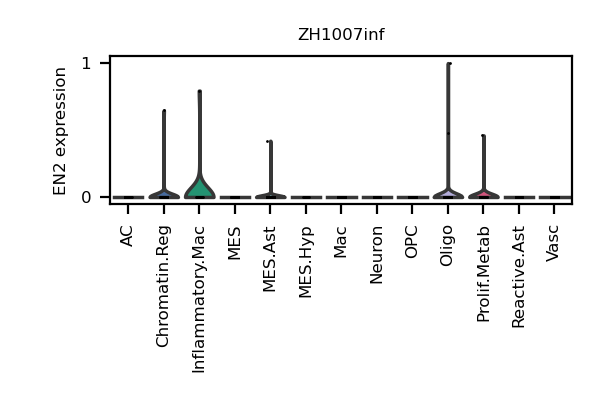 ZH1007inf
EN2 expression
1
0
AC
Chromatin.Reg
Inflammatory.Mac
MES
MES.Ast
MES.Hyp
Mac
Neuron
OPC
Oligo
Prolif.Metab
Reactive.Ast
Vasc